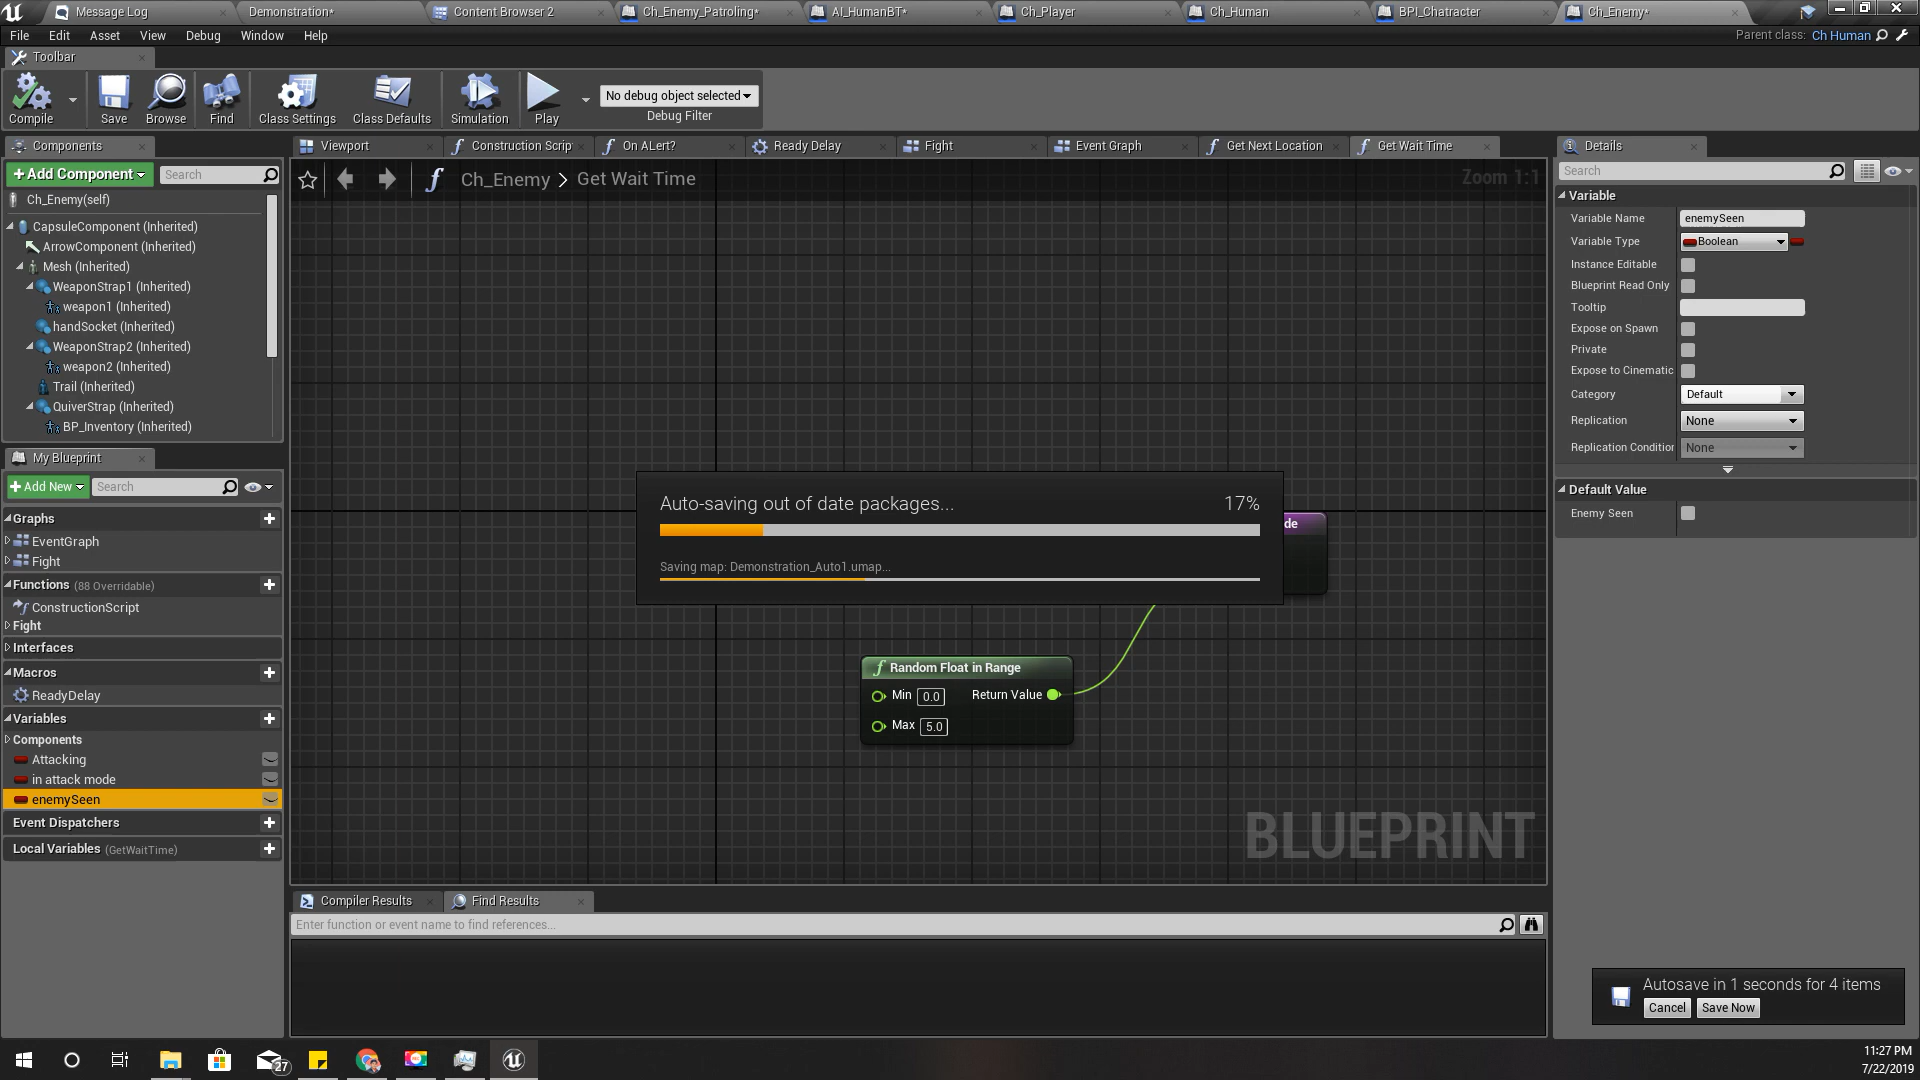 Message Log
Demonstration*
Content Browser 2
Ch_Enemy_Patroling*
AI_HumanBT*
Ch_Player
Ch_Human
BPI_Chatracter
Ch_Enemy*
File Edit Asset View Debug Window Help
Parent class: Ch Human
Toolbar
Compile
Save
Browse
Find
Class Settings
Class Defaults
Simulation
Play
No debug object selected
Debug Filter
Components
+Add Component
Search
Ch_Enemy(self)
CapsuleComponent (Inherited)
ArrowComponent (Inherited)
Mesh (Inherited)
WeaponStrap1 (Inherited)
weapon1 (Inherited)
handSocket (Inherited)
WeaponStrap2 (Inherited)
weapon2 (Inherited)
Trail (Inherited)
QuiverStrap (Inherited)
BP_Inventory (Inherited)
My Blueprint
+Add New
Search
Graphs
EventGraph
Fight
Functions (88 Overridable)
ConstructionScript
Fight
Interfaces
Macros
ReadyDelay
Variables
Components
Attacking
in attack mode
enemySeen
Event Dispatchers
Local Variables (GetWaitTime)
Viewport
Construction Scrip
On ALert?
Ready Delay
Fight
Event Graph
Get Next Location
Get Wait Time
Ch_Enemy > Get Wait Time
Zoom 1:1
Auto-saving out of date packages... 17%
Saving map: Demonstration_Auto1.umap...
de
Random Float in Range
Min 0.0 Return Value
Max 5.0
BLUEPRINT
Compiler Results
Find Results
Enter function or event name to find references...
Details
Search
Variable
Variable Name enemySeen
Variable Type Boolean
Instance Editable
Blueprint Read Only
Tooltip
Expose on Spawn
Private
Expose to Cinematic
Category Default
Replication None
Replication Condition None
Default Value
Enemy Seen
Autosave in 1 seconds for 4 items
Cancel Save Now
27
11:27 PM
7/22/2019